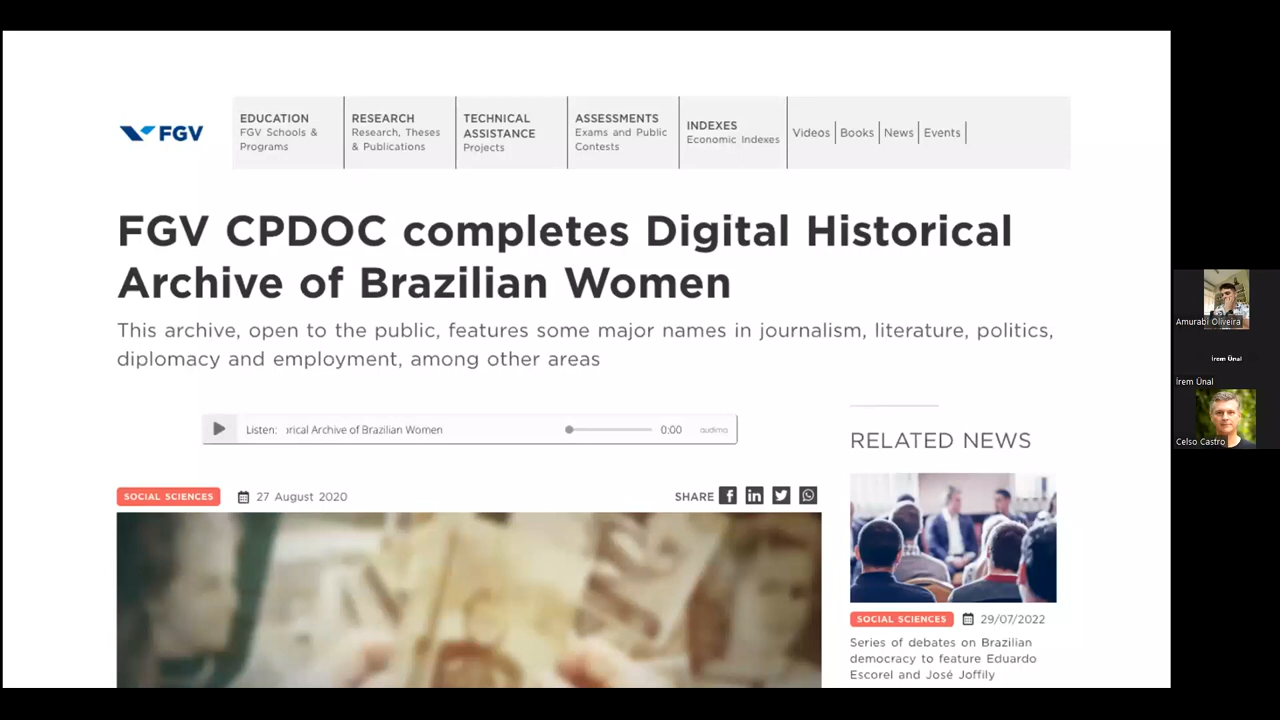 FGV
EDUCATION
FGV Schools &
Programs
RESEARCH
Research, Theses
& Publications
TECHNICAL
ASSISTANCE
Projects
ASSESSMENTS
Exams and Public
Contests
INDEXES
Economic Indexes
Videos
Books
News
Events
FGV CPDOC completes Digital Historical
Archive of Brazilian Women
This archive, open to the public, features some major names in journalism, literature, politics,
diplomacy and employment, among other areas
Listen: orical Archive of Brazilian Women 0:00 audima
SOCIAL SCIENCES 27 August 2020
SHARE
RELATED NEWS
SOCIAL SCIENCES 29/07/2022
Series of debates on Brazilian
democracy to feature Eduardo
Escorel and José Joffily
Amurabi Oliveira
İrem Ünal
İrem Ünal
Celso Castro